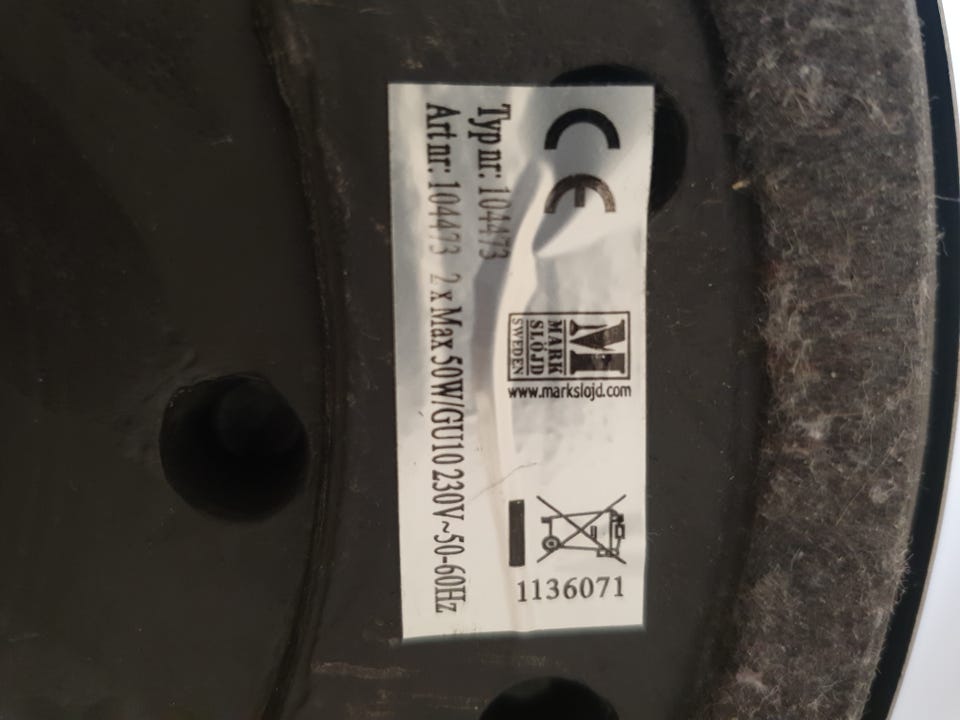 CE
M
MARK
SLÖJD
SWEDEN
www.markslojd.com
1136071
Typ nr: 104473
Art nr: 104473 2 x Max 50W/GU10 230V~50-60Hz